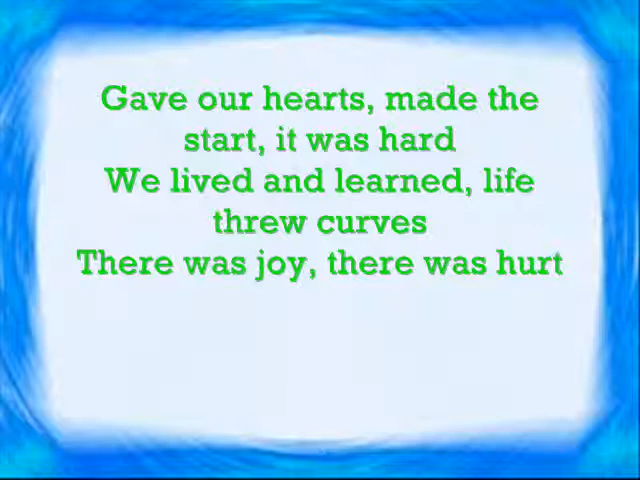 Gave our hearts, made the
start, it was hard
We lived and learned, life
threw curves
There was joy, there was hurt